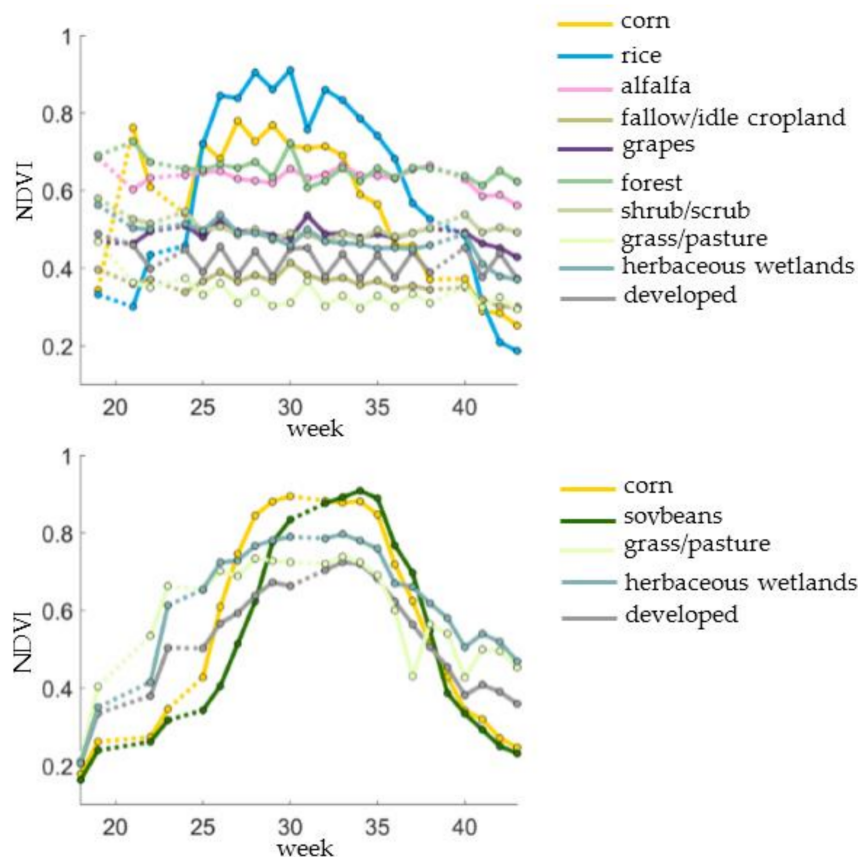 corn
rice
alfalfa
fallow/idle cropland
grapes
forest
shrub/scrub
grass/pasture
herbaceous wetlands
developed
NDVI
1
0.8
0.6
0.4
0.2
20 25 30 35 40
week
corn
sovbeans
grass/pasture
herbaceous wetlands
developed
NDVI
1
0.8
0.6
0.4
0.2
20 25 30 35 40
week